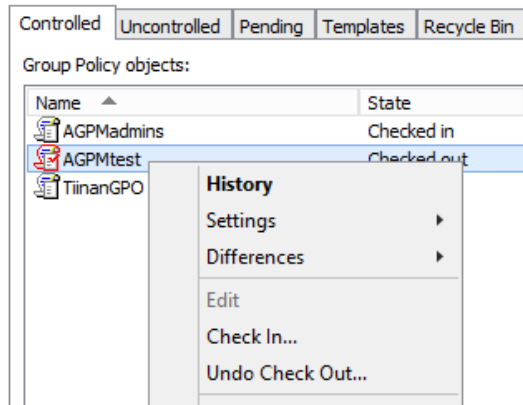 Controlled Uncontrolled Pending Templates Recycle Bin
Group Policy objects:
Name State
AGPMadmins Checked in
AGPMtest Checked out
TiinanGPO
History
Settings
Differences
Edit
Check In...
Undo Check Out...